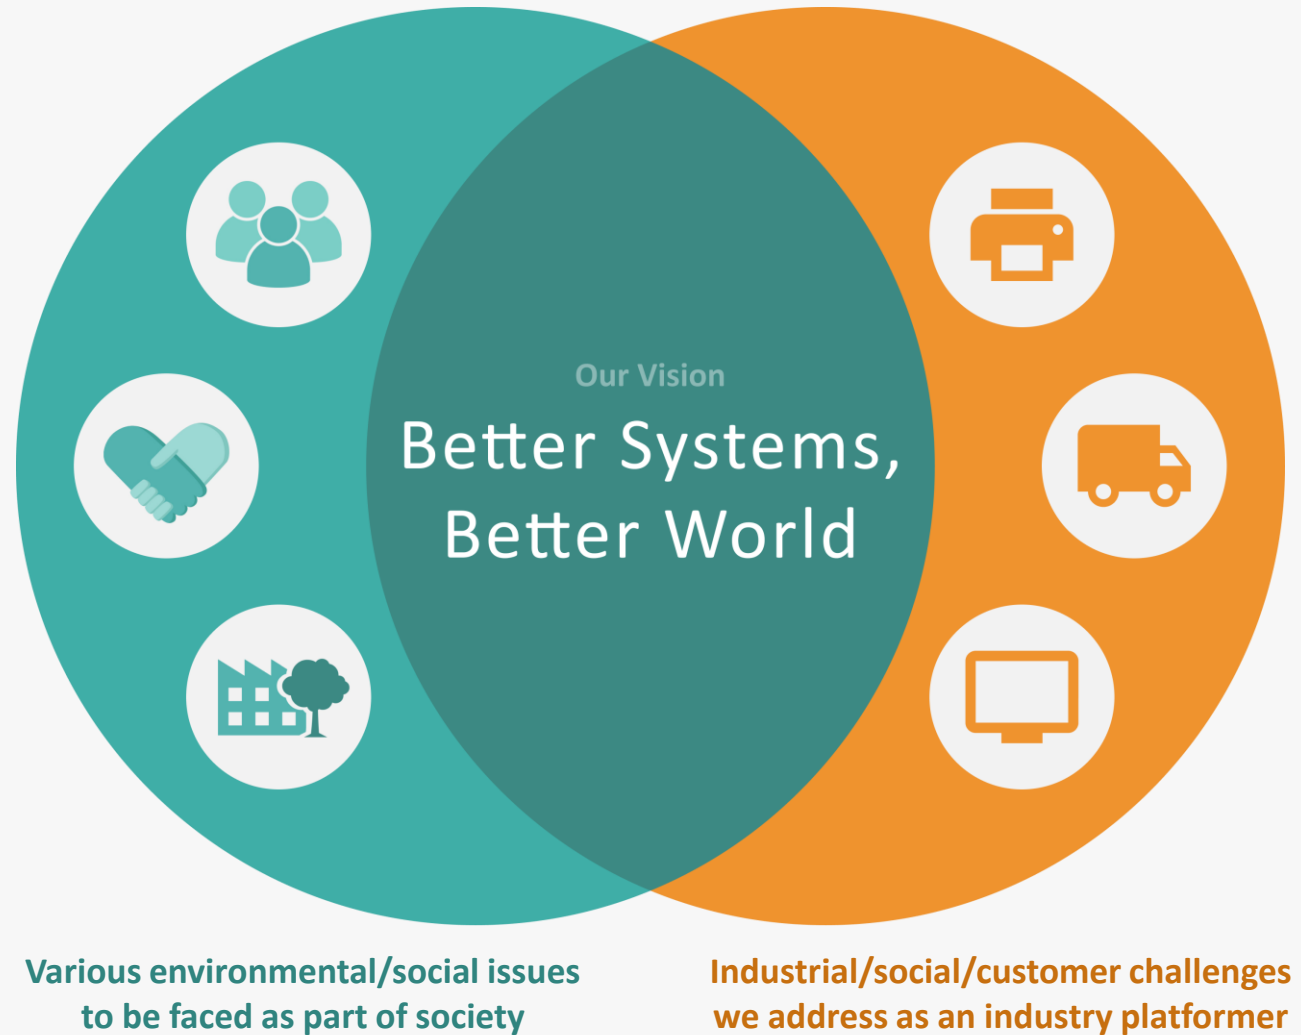 Our Vision
Better Systems,
Better World
Various environmental/social issues
to be faced as part of society
Industrial/social/customer challenges
we address as an industry platformer